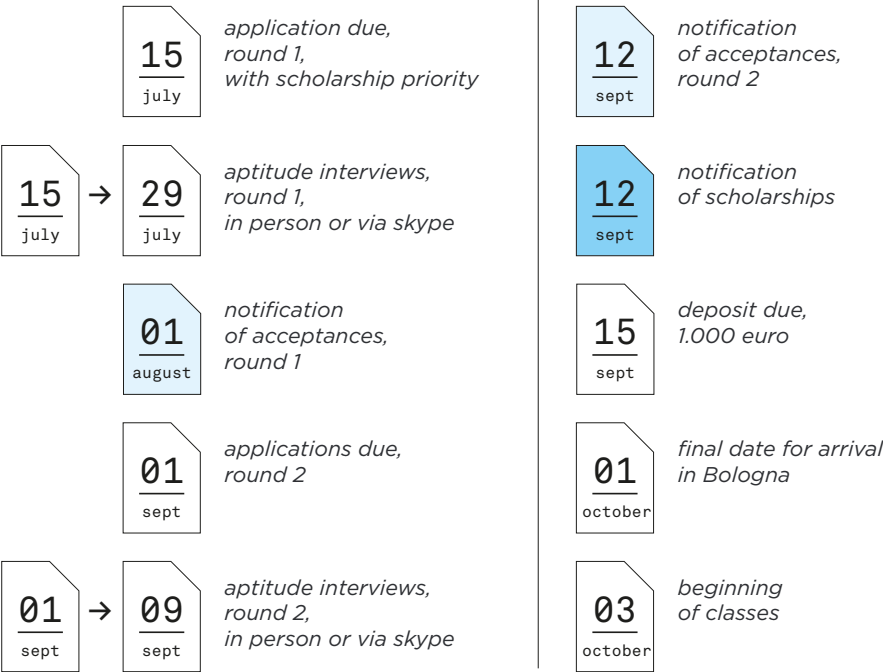 15
july
application due,
round 1,
with scholarship priority
15
july
→
29
july
aptitude interviews,
round 1,
in person or via skype
01
august
notification
of acceptances,
round 1
01
sept
applications due,
round 2
01
sept
→
09
sept
aptitude interviews,
round 2,
in person or via skype
12
sept
notification
of acceptances,
round 2
12
sept
notification
of scholarships
15
sept
deposit due,
1.000 euro
01
october
final date for arrival
in Bologna
03
october
beginning
of classes